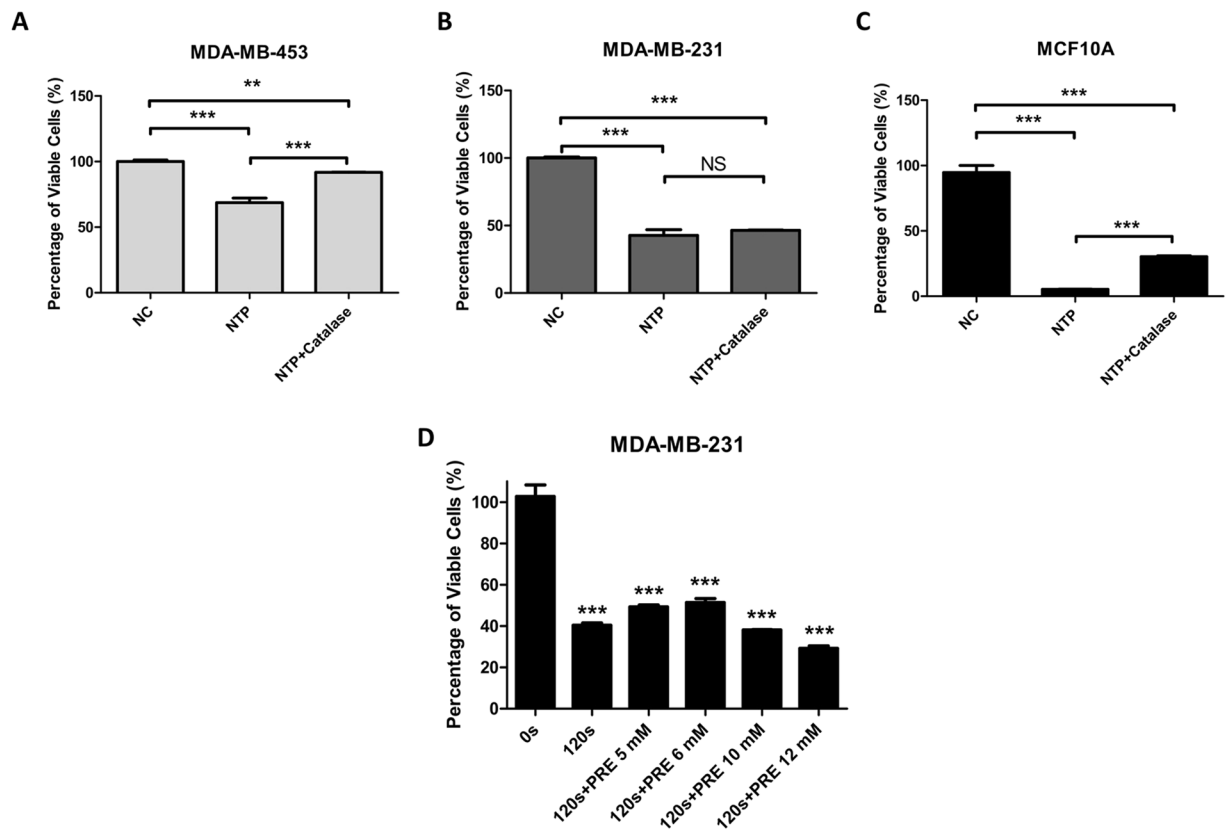 A
MDA-MB-453
Percentage of Viable Cells (%)
150
100
50
0
**
***
***
NC
NTP
NTP+Catalase
B
MDA-MB-231
Percentage of Viable Cells (%)
150
100
50
0
***
***
NS
NC
NTP
NTP+Catalase
C
MCF10A
Percentage of Viable Cells (%)
150
100
50
0
***
***
***
NC
NTP
NTP+Catalase
D
MDA-MB-231
Percentage of Viable Cells (%)
100
80
60
40
20
0
***
***
***
***
***
0s
120s
120s+PRE 5 mM
120s+PRE 6 mM
120s+PRE 10 mM
120s+PRE 12 mM